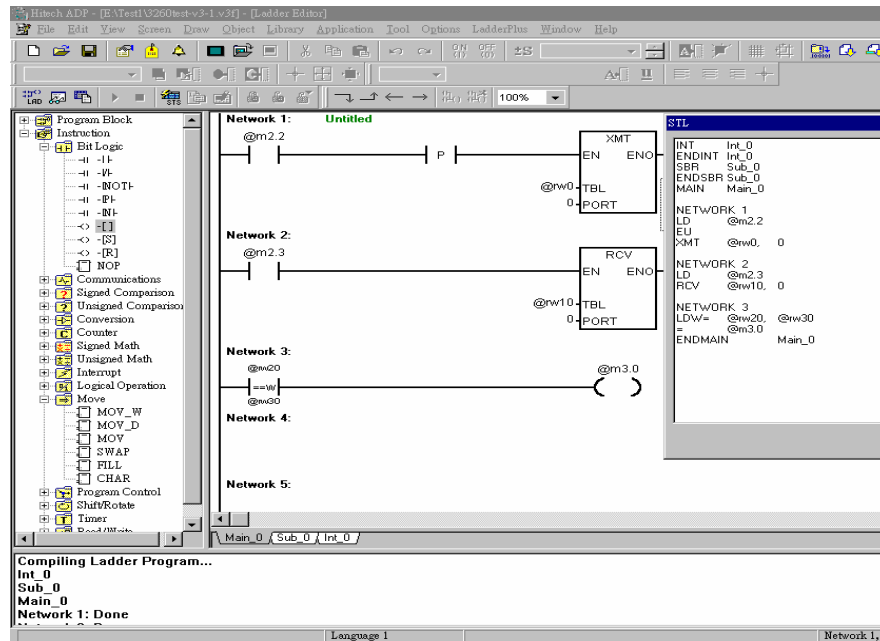 Hitech ADP - [E:\Test1\3260test-v3-1.v3f] - [Ladder Editor]
File Edit View Screen Draw Object Library Application Tool Options LadderPlus Window Help
ON OFF ±S
(1) (0)
100%
Program Block
Instruction
Bit Logic
-| |-
-|/|-
-|NOT|-
-|P|-
-|N|-
-[ ]
-[S]
-[R]
NOP
Communications
Signed Comparison
Unsigned Comparison
Conversion
Counter
Signed Math
Unsigned Math
Interrupt
Logical Operation
Move
MOV_W
MOV_D
MOV
SWAP
FILL
CHAR
Program Control
Shift/Rotate
Timer
Read/Write
Network 1: Untitled
@m2.2
P
XMT
EN ENO
@rw0 TBL
0 PORT
Network 2:
@m2.3
RCV
EN ENO
@rw10 TBL
0 PORT
Network 3:
@rw20
==W
@rw30
@m3.0
Network 4:
Network 5:
Main_0 Sub_0 Int_0
STL
INT Int_0
ENDINT Int_0
SBR Sub_0
ENDSBR Sub_0
MAIN Main_0
NETWORK 1
LD @m2.2
EU
XMT @rw0, 0
NETWORK 2
LD @m2.3
RCV @rw10, 0
NETWORK 3
LDW= @rw20, @rw30
= @m3.0
ENDMAIN Main_0
Compiling Ladder Program...
Int_0
Sub_0
Main_0
Network 1: Done
Language 1
Network 1,